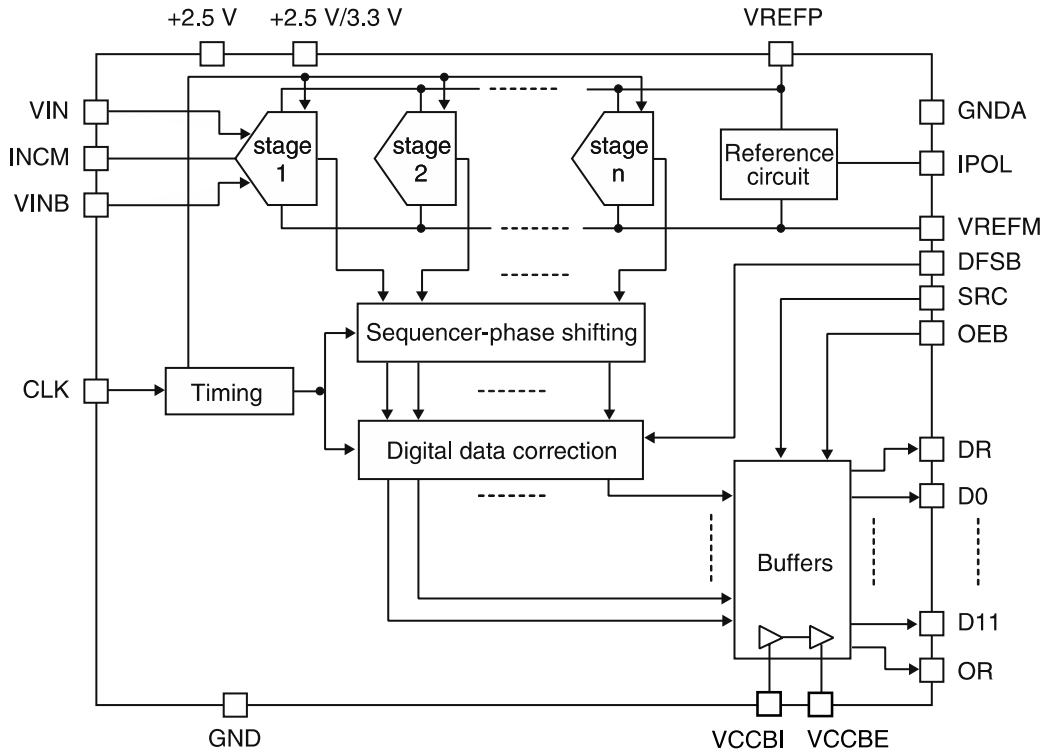 +2.5 V
+2.5 V/3.3 V
VREFP
VIN
INCM
VINB
stage
1
stage
2
stage
n
Reference
circuit
GNDA
IPOL
VREFM
DFSB
SRC
OEB
Sequencer-phase shifting
CLK
Timing
Digital data correction
DR
D0
Buffers
D11
OR
GND
VCCBI
VCCBE